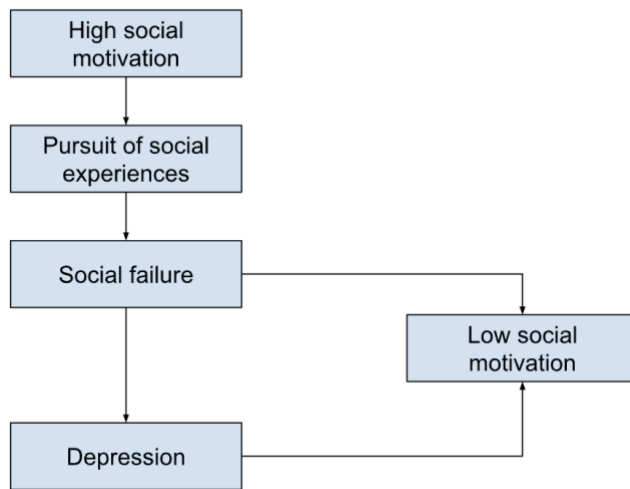 High social
motivation
Pursuit of social
experiences
Social failure
Low social
motivation
Depression